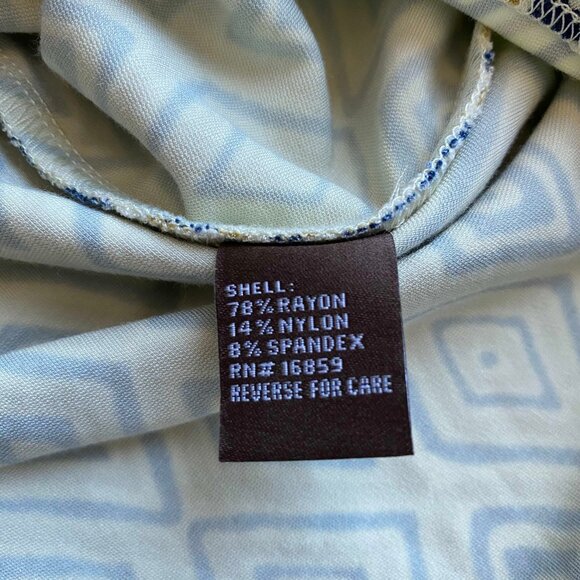 SHELL:
78% RAYON
14% NYLON
8% SPANDEX
RN# 16859
REVERSE FOR CARE